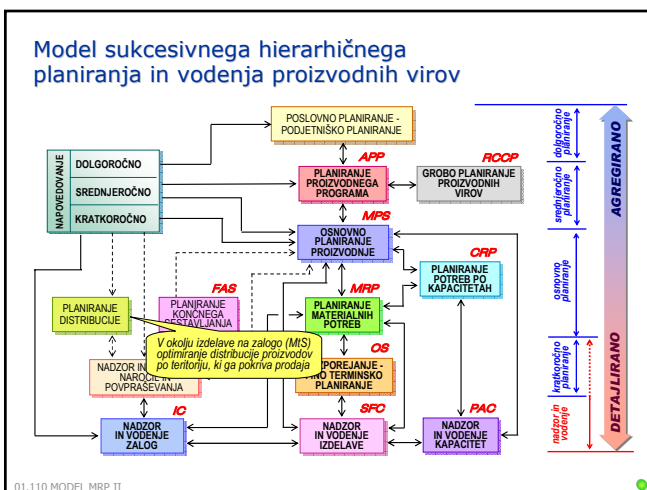 Model sukcesivnega hierarhičnega
planiranja in vodenja proizvodnih virov
POSLOVNO PLANIRANJE -
PODJETNIŠKO PLANIRANJE
NAPOVEDOVANJE
DOLGOROČNO
SREDNJEROČNO
KRATKOROČNO
APP
PLANIRANJE
PROIZVODNEGA
PROGRAMA
RCCP
GROBO PLANIRANJE
PROIZVODNIH
VIROV
MPS
OSNOVNO
PLANIRANJE
PROIZVODNJE
CRP
PLANIRANJE
POTREB PO
KAPACITETAH
PLANIRANJE
DISTRIBUCIJE
FAS
PLANIRANJE
KONČNEGA
SESTAVLJANJA
MRP
PLANIRANJE
MATERIALNIH
POTREB
V okolju izdelave na zalogo (MtS)
optimiranje distribucije proizvodov
po teritoriju, ki ga pokriva prodaja
NADZOR IN
NAROČIL IN
POVPRAŠEVANJA
OS
PLANIRANJE
TERMINSKO
IC
NADZOR
IN VODENJE
ZALOG
SFC
NADZOR
IN VODENJE
IZDELAVE
PAC
NADZOR
IN VODENJE
KAPACITET
dolgoročno
planiranje
srednjeročno
planiranje
osnovno
planiranje
kratkoročno
planiranje
nadzor in
vodenje
AGREGIRANO
DETAJLIRANO
01.110 MODEL MRP II